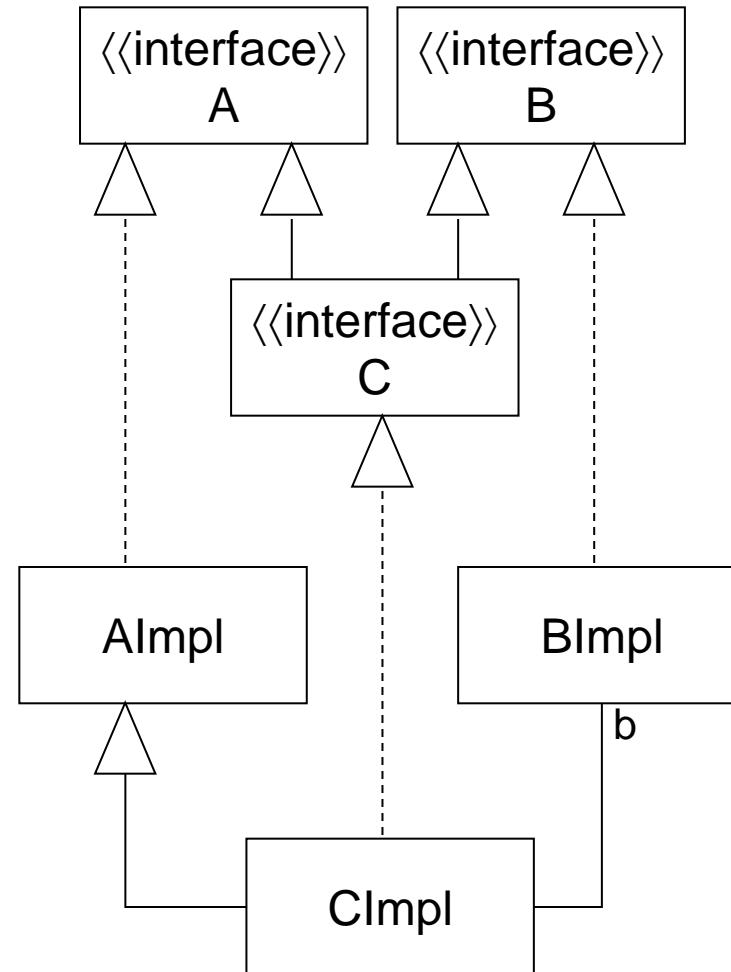 ⟨⟨interface⟩⟩
A
⟨⟨interface⟩⟩
B
⟨⟨interface⟩⟩
C
AImpl
BImpl
b
CImpl